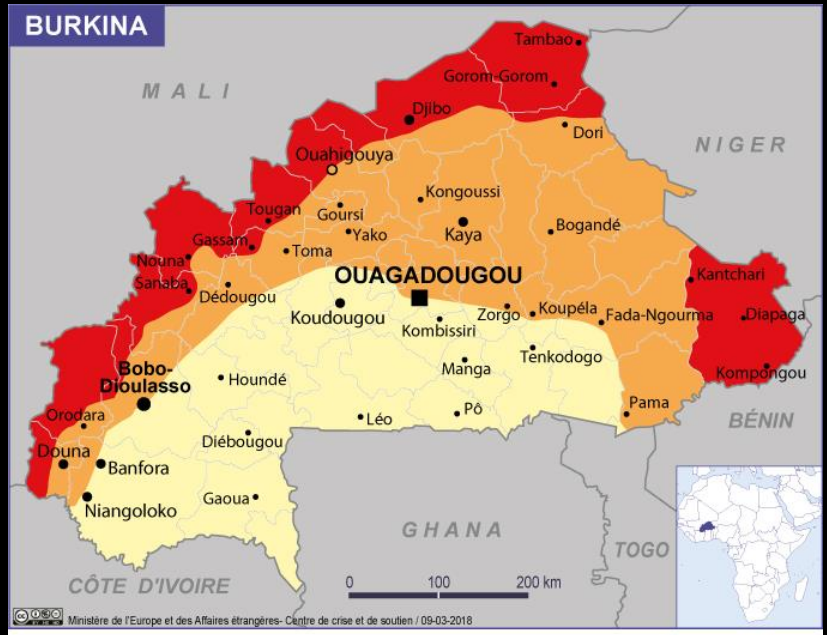 BURKINA
MALI
NIGER
Tambao
Gorom-Gorom
Djibo
Dori
Ouahigouya
Kongoussi
Tougan
Goursi
Yako
Kaya
Bogandé
Gassam
Toma
Nouna
Sanaba
Dédougou
OUAGADOUGOU
Kantchari
Koudougou
Zorgo
Koupéla
Fada-Ngourma
Diapaga
Kombissiri
Tenkodogo
Manga
Kompongou
Bobo-
Dioulasso
Houndé
Orodara
Léo
Pô
Pama
BÉNIN
Diébougou
Douna
Banfora
Niangoloko
Gaoua
GHANA
TOGO
CÔTE D'IVOIRE
0 100 200 km
Ministère de l'Europe et des Affaires étrangères- Centre de crise et de soutien / 09-03-2018